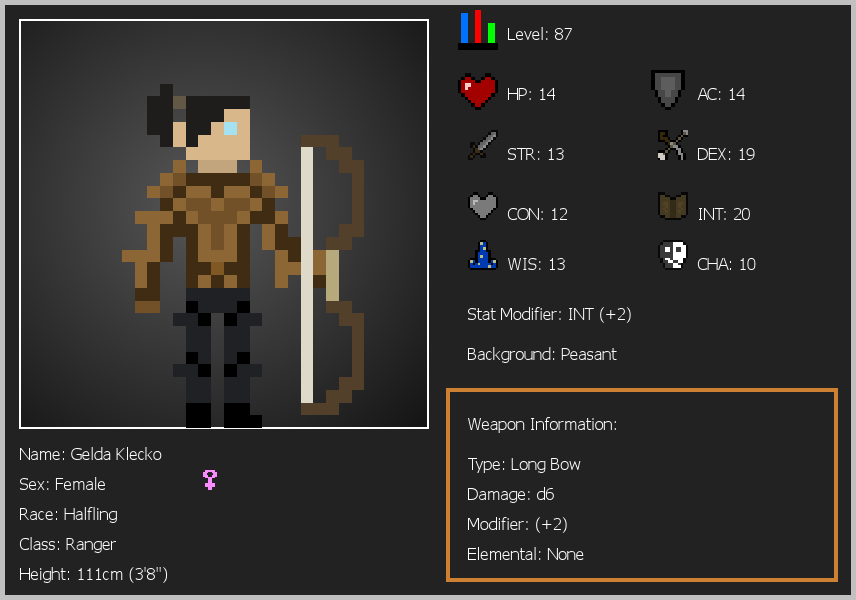 Level: 87
HP: 14
AC: 14
STR: 13
DEX: 19
CON: 12
INT: 20
WIS: 13
CHA: 10
Stat Modifier: INT (+2)
Background: Peasant
Weapon Information:
Type: Long Bow
Damage: d6
Modifier: (+2)
Elemental: None
Name: Gelda Klecko
Sex: Female
Race: Halfling
Class: Ranger
Height: 111cm (3'8")